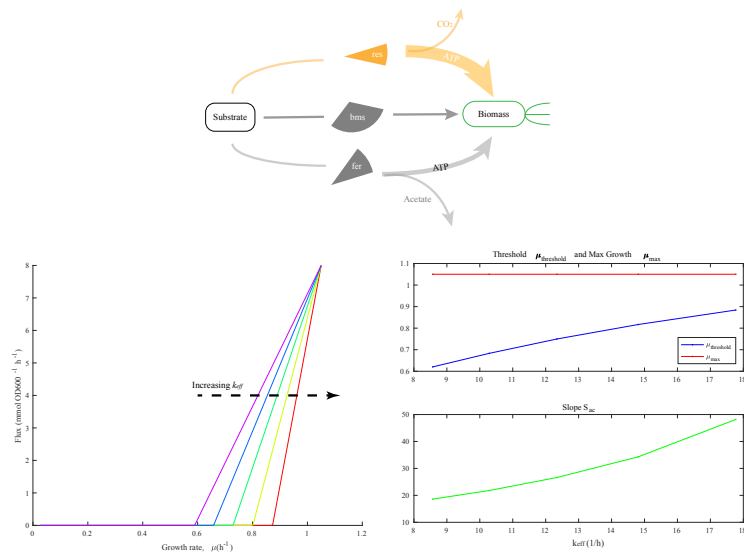 CO₂
res
ATP
Substrate
bms
Biomass
fer
ATP
Acetate
8
7
6
5
4
3
2
1
0
Flux (mmol OD600⁻¹ h⁻¹)
Increasing k_eff
0
0.2
0.4
0.6
0.8
1
1.2
Growth rate, μ(h⁻¹)
Threshold μ_threshold and Max Growth μ_max
1.1
1
0.9
0.8
0.7
0.6
μ_threshold
μ_max
8
9
10
11
12
13
14
15
16
17
18
Slope S_ac
50
40
30
20
10
8
9
10
11
12
13
14
15
16
17
18
k_eff (1/h)